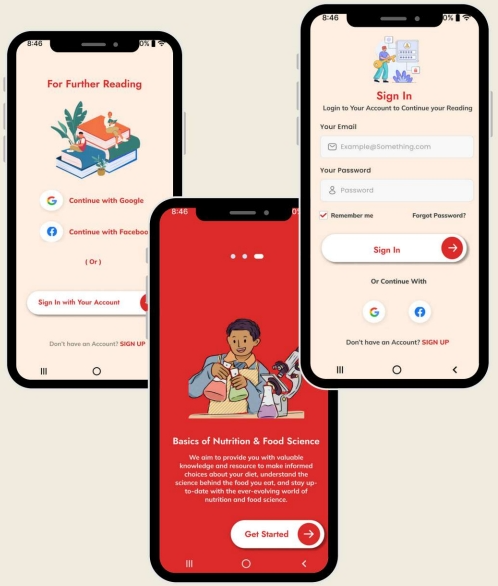 8:46
0%
For Further Reading
Continue with Google
Continue with Faceboo
( Or )
Sign In with Your Account
Don't have an Account? SIGN UP
8:46
Basics of Nutrition & Food Science
We aim to provide you with valuable
knowledge and resource to make informed
choices about your diet, understand the
science behind the food you eat, and stay up-
to-date with the ever-evolving world of
nutrition and food science.
Get Started
8:46
0%
Sign In
Login to Your Account to Continue your Reading
Your Email
Example@Something.com
Your Password
Password
Remember me
Forgot Password?
Sign In
Or Continue With
Don't have an Account? SIGN UP